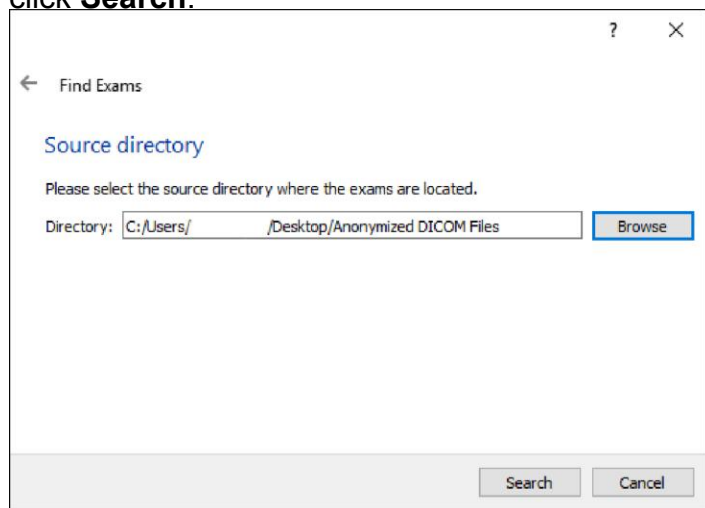 click Search.
?
Find Exams
Source directory
Please select the source directory where the exams are located.
Directory: C:/Users/ /Desktop/Anonymized DICOM Files Browse
Search Cancel